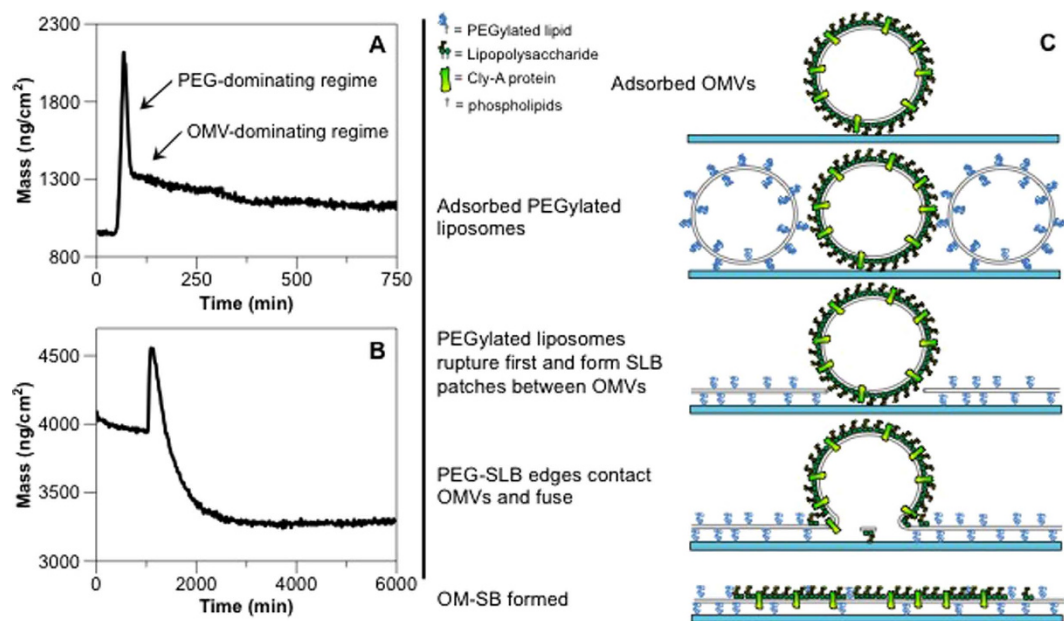 A
2300
1800
1300
800
Mass (ng/cm²)
PEG-dominating regime
OMV-dominating regime
0
250
500
750
Time (min)
B
4500
4000
3500
3000
Mass (ng/cm²)
0
2000
4000
6000
Time (min)
C
= PEGylated lipid
= Lipopolysaccharide
= Cly-A protein
= phospholipids
Adsorbed OMVs
Adsorbed PEGylated
liposomes
PEGylated liposomes
rupture first and form SLB
patches between OMVs
PEG-SLB edges contact
OMVs and fuse
OM-SB formed